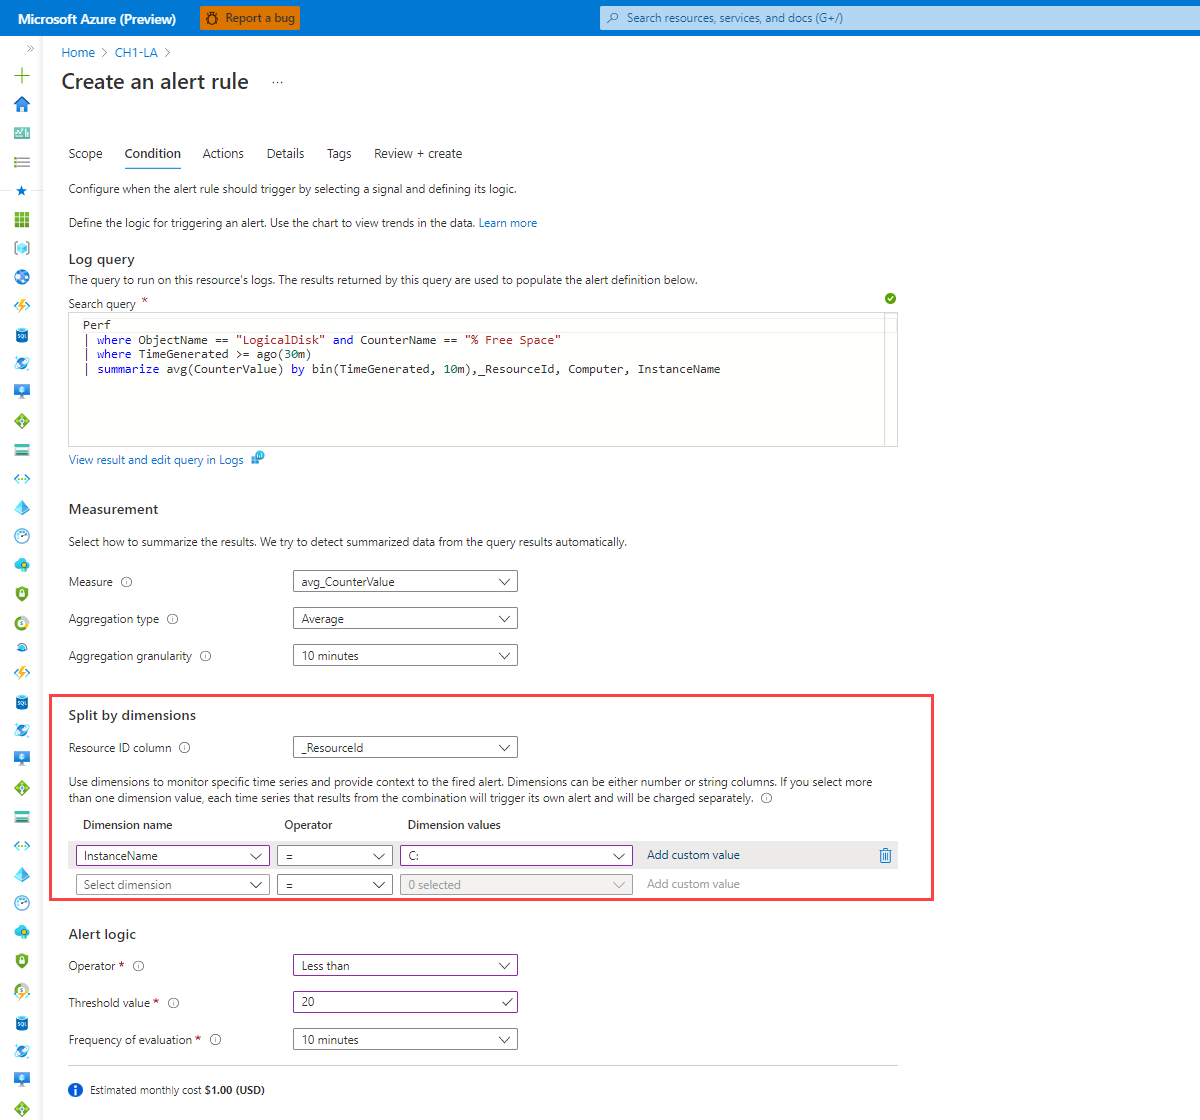 Microsoft Azure (Preview)
Report a bug
Search resources, services, and docs (G+/)
Home > CH1-LA >
Create an alert rule ...
Scope Condition Actions Details Tags Review + create
Configure when the alert rule should trigger by selecting a signal and defining its logic.
Define the logic for triggering an alert. Use the chart to view trends in the data. Learn more
Log query
The query to run on this resource's logs. The results returned by this query are used to populate the alert definition below.
Search query *
Perf
| where ObjectName == "LogicalDisk" and CounterName == "% Free Space"
| where TimeGenerated >= ago(30m)
| summarize avg(CounterValue) by bin(TimeGenerated, 10m),_ResourceId, Computer, InstanceName
View result and edit query in Logs
Measurement
Select how to summarize the results. We try to detect summarized data from the query results automatically.
Measure avg_CounterValue
Aggregation type Average
Aggregation granularity 10 minutes
Split by dimensions
Resource ID column _ResourceId
Use dimensions to monitor specific time series and provide context to the fired alert. Dimensions can be either number or string columns. If you select more
than one dimension value, each time series that results from the combination will trigger its own alert and will be charged separately.
Dimension name Operator Dimension values
InstanceName = C: Add custom value
Select dimension = 0 selected Add custom value
Alert logic
Operator * Less than
Threshold value * 20
Frequency of evaluation * 10 minutes
Estimated monthly cost $1.00 (USD)